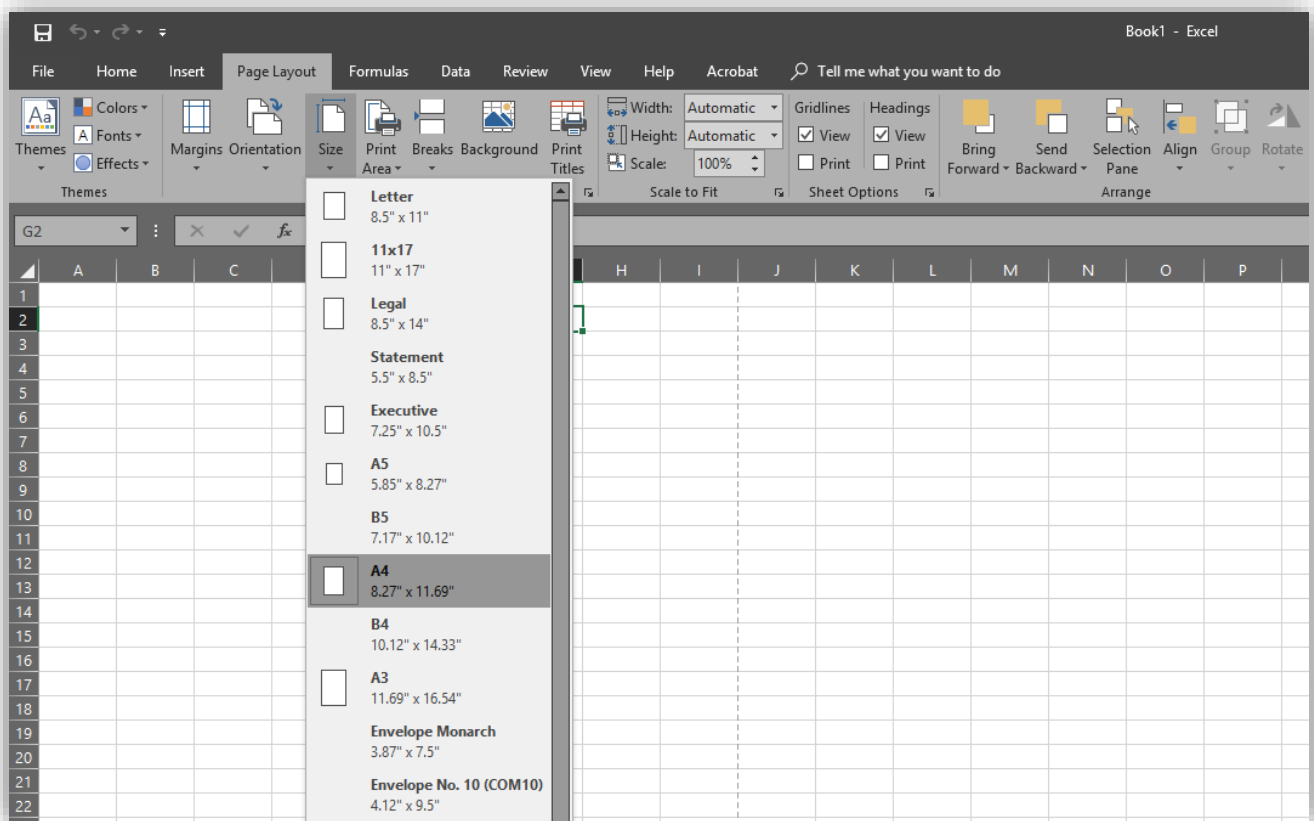 Book1 - Excel
File Home Insert Page Layout Formulas Data Review View Help Acrobat Tell me what you want to do
Aa Colors Width: Automatic Gridlines Headings
A Fonts Height: Automatic View View
Themes Effects Margins Orientation Size Print Area Breaks Background Print Titles Scale: 100% Print Print Bring Forward Send Backward Selection Pane Align Group Rotate
Themes Scale to Fit Sheet Options Arrange
G2 fx
A B C H I J K L M N O P
Letter
8.5" x 11"
11x17
11" x 17"
Legal
8.5" x 14"
Statement
5.5" x 8.5"
Executive
7.25" x 10.5"
A5
5.85" x 8.27"
B5
7.17" x 10.12"
A4
8.27" x 11.69"
B4
10.12" x 14.33"
A3
11.69" x 16.54"
Envelope Monarch
3.87" x 7.5"
Envelope No. 10 (COM10)
4.12" x 9.5"
1
2
3
4
5
6
7
8
9
10
11
12
13
14
15
16
17
18
19
20
21
22